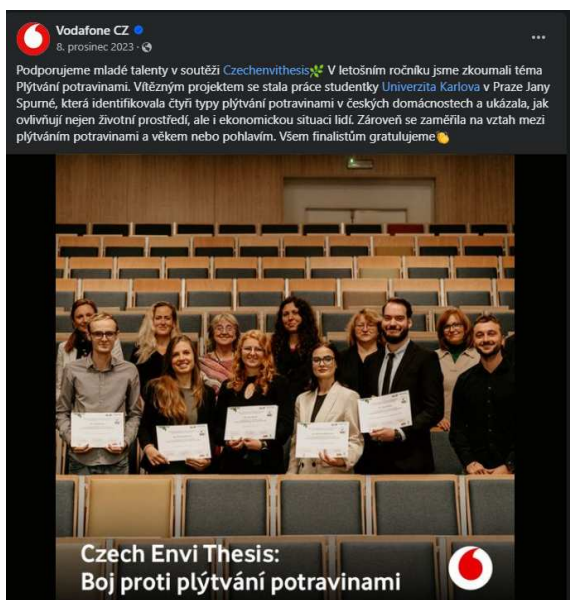 Vodafone CZ
8. prosinec 2023 ·
Podporujeme mladé talenty v soutěži Czechenvithesis🌿 V letošním ročníku jsme zkoumali téma
Plýtvání potravinami. Vítězným projektem se stala práce studentky Univerzita Karlova v Praze Jany
Spurné, která identifikovala čtyři typy plýtvání potravinami v českých domácnostech a ukázala, jak
ovlivňují nejen životní prostředí, ale i ekonomickou situaci lidí. Zároveň se zaměřila na vztah mezi
plýtváním potravinami a věkem nebo pohlavím. Všem finalistům gratulujeme👏
Czech Envi Thesis:
Boj proti plýtvání potravinami